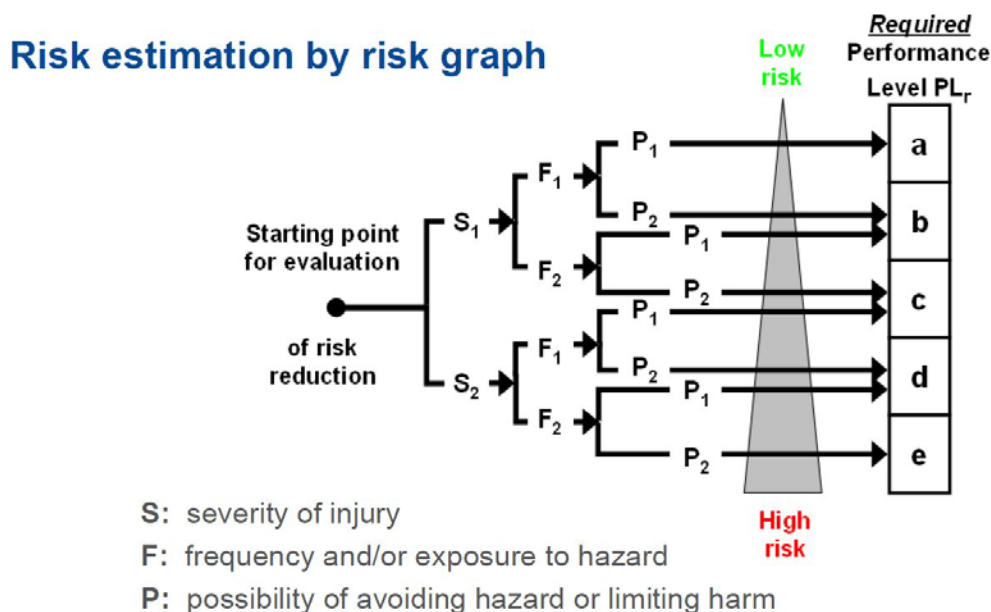 Risk estimation by risk graph
Required
Performance
Level PLr
Low
risk
Starting point
for evaluation
of risk
reduction
S1
F1
P1
a
P2
b
F2
P1
P2
c
S2
F1
P1
P2
d
F2
P1
P2
e
High
risk
S: severity of injury
F: frequency and/or exposure to hazard
P: possibility of avoiding hazard or limiting harm